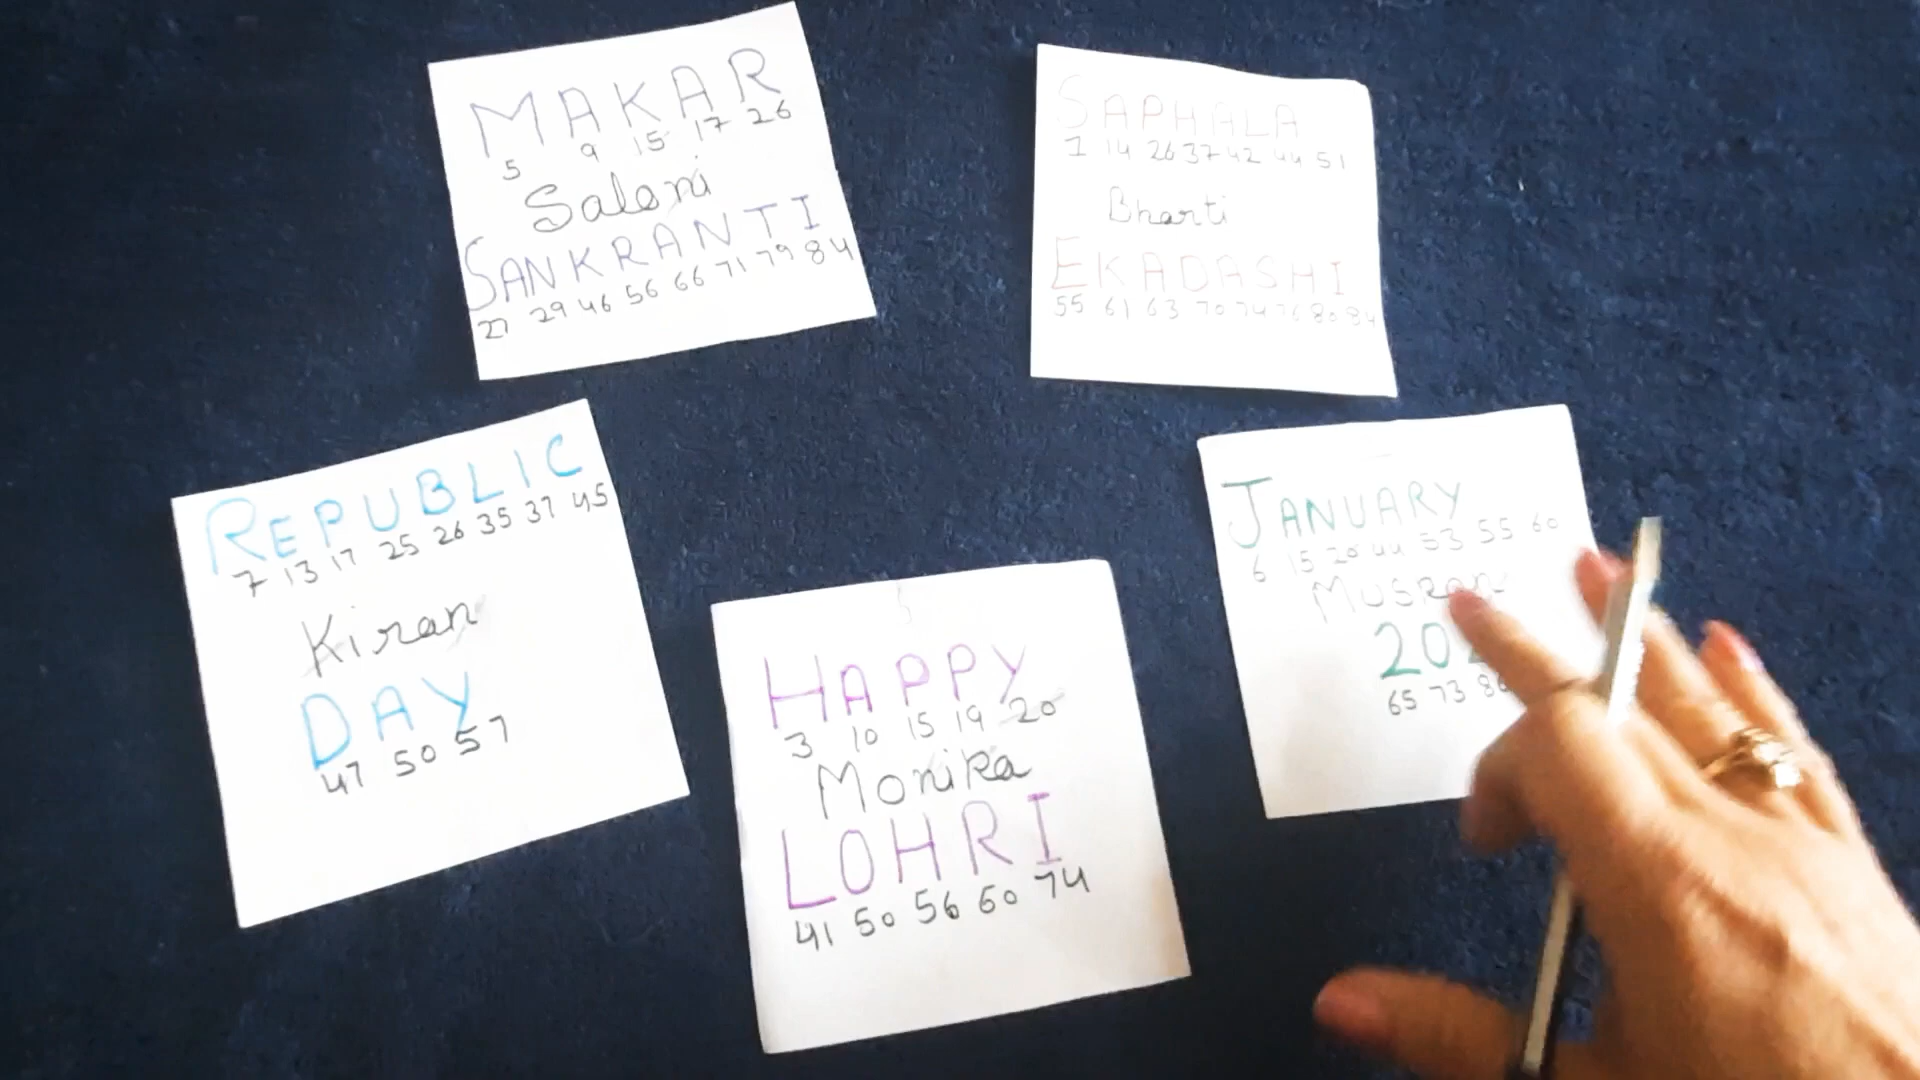 MAKAR
5 9 15 17 26
Saloni
SANKRANTI
27 29 46 56 66 71 79 84
SAPHALA
1 14 26 37 42 44 51
Bharti
EKADASHI
55 61 63 70 74 76 80 84
REPUBLIC
7 13 17 25 26 35 37 45
Kiran
DAY
47 50 57
HAPPY
3 10 15 19 20
Monika
LOHRI
41 50 56 60 74
JANUARY
6 15 20 44 53 55 60
Muskan
65 73